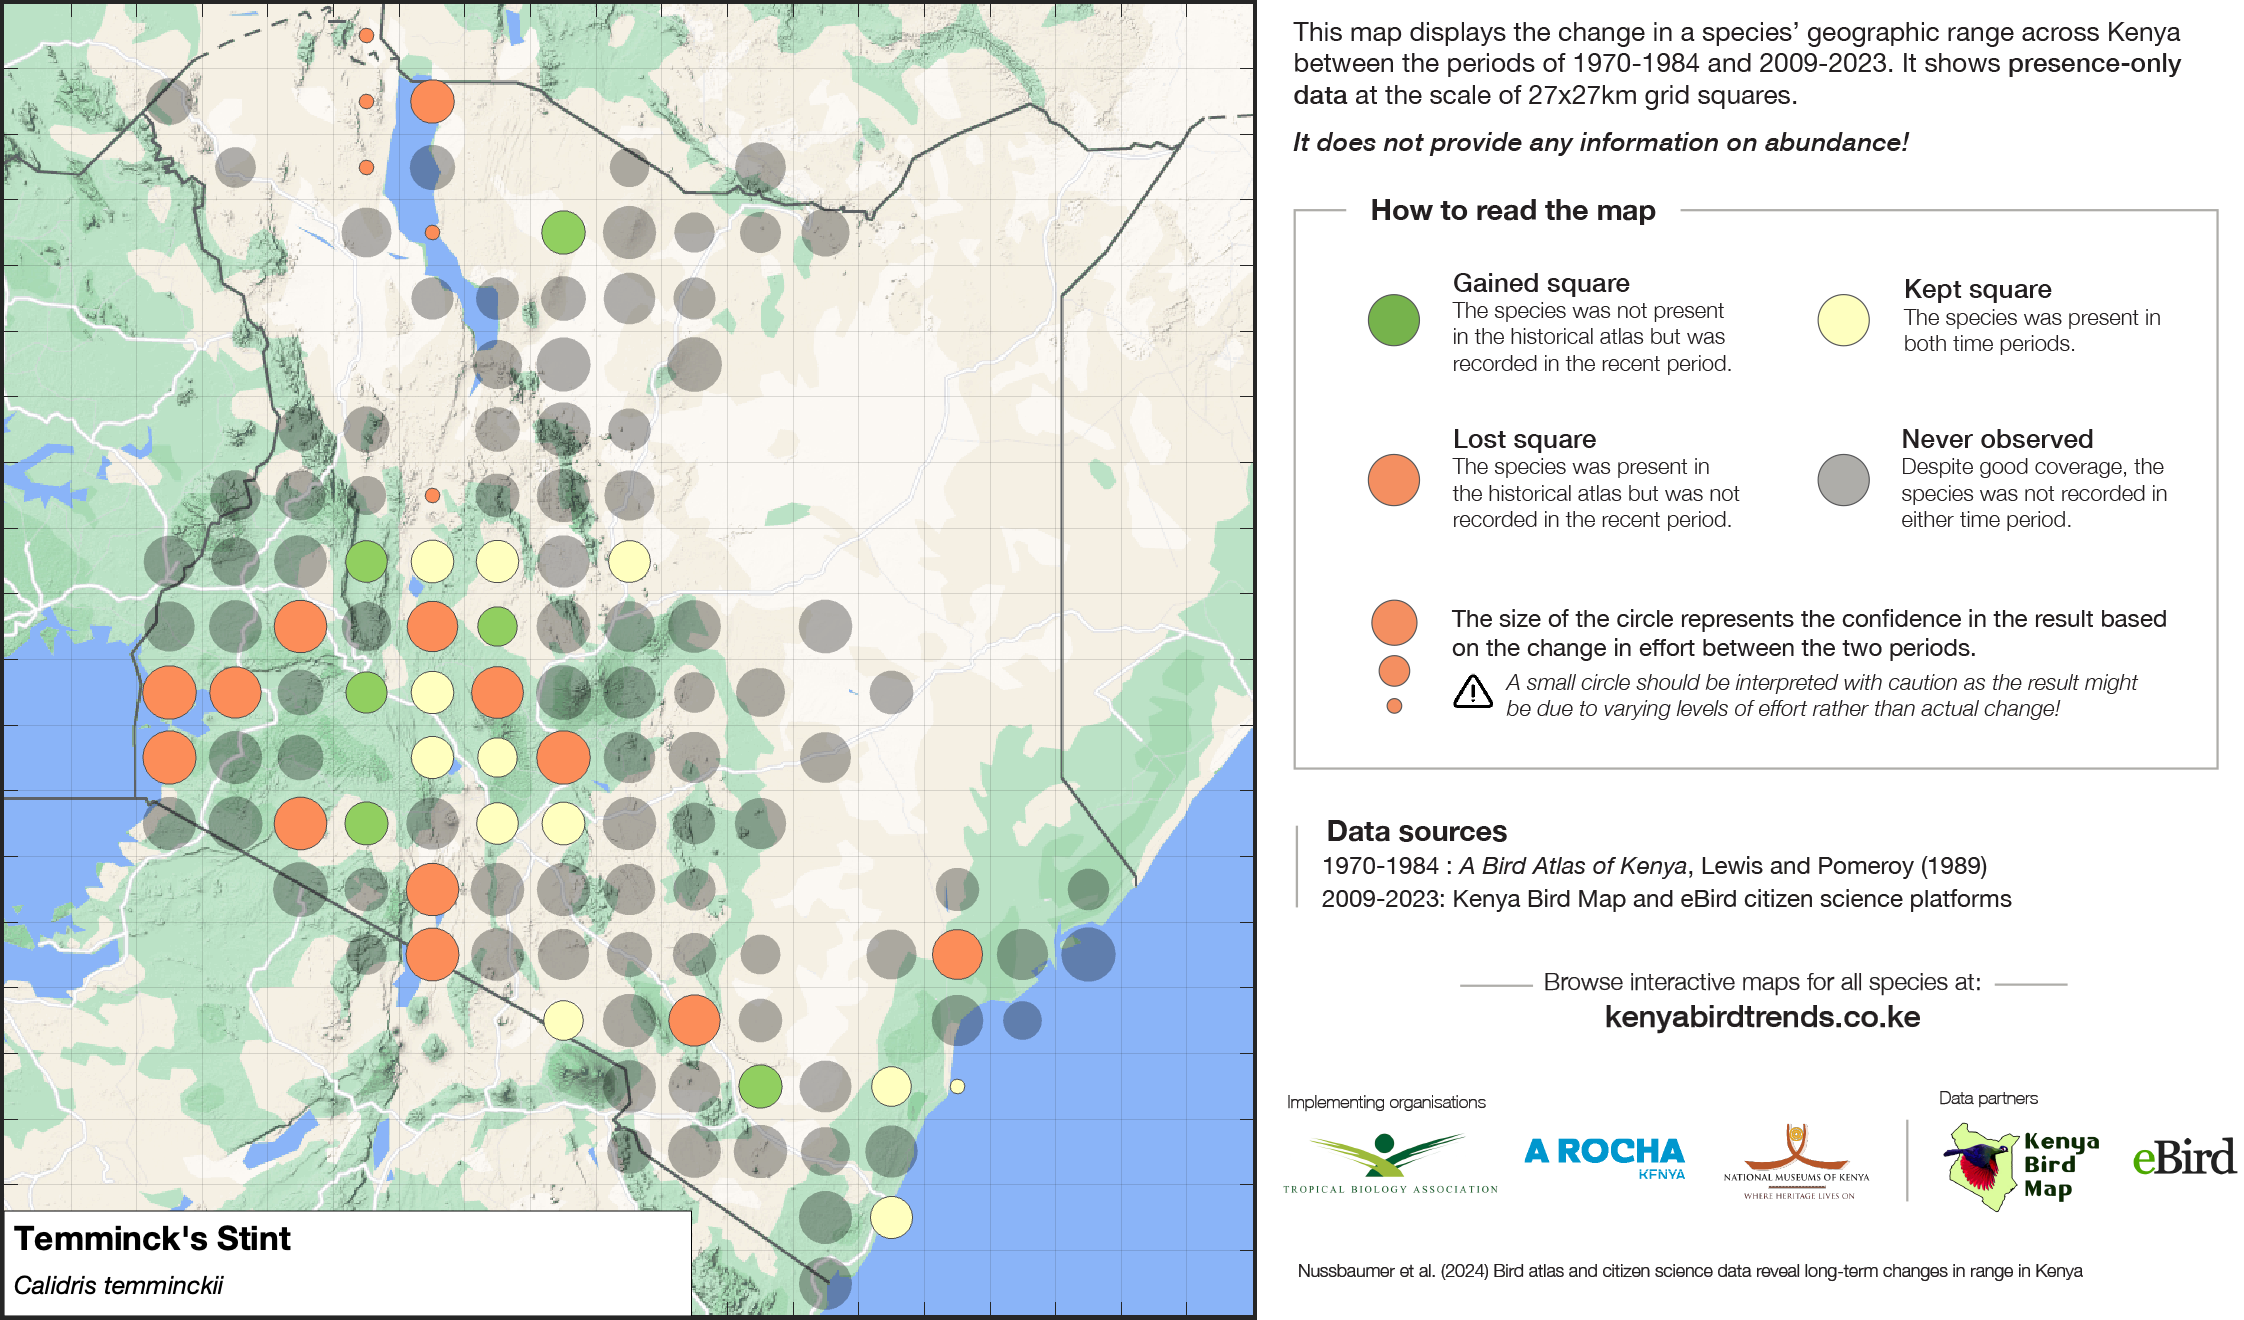 This map displays the change in a species’ geographic range across Kenya
between the periods of 1970-1984 and 2009-2023. It shows presence-only
data at the scale of 27x27km grid squares.
It does not provide any information on abundance!
How to read the map
Gained square
The species was not present
in the historical atlas but was
recorded in the recent period.
Kept square
The species was present in
both time periods.
Lost square
The species was present in
the historical atlas but was not
recorded in the recent period.
Never observed
Despite good coverage, the
species was not recorded in
either time period.
The size of the circle represents the confidence in the result based
on the change in effort between the two periods.
A small circle should be interpreted with caution as the result might
be due to varying levels of effort rather than actual change!
Data sources
1970-1984 : A Bird Atlas of Kenya, Lewis and Pomeroy (1989)
2009-2023: Kenya Bird Map and eBird citizen science platforms
Browse interactive maps for all species at:
kenyabirdtrends.co.ke
Implementing organisations
Data partners
TROPICAL BIOLOGY ASSOCIATION
A ROCHA
KENYA
NATIONAL MUSEUMS OF KENYA
WHERE HERITAGE LIVES ON
Kenya
Bird
Map
eBird
Temminck's Stint
Calidris temminckii
Nussbaumer et al. (2024) Bird atlas and citizen science data reveal long-term changes in range in Kenya